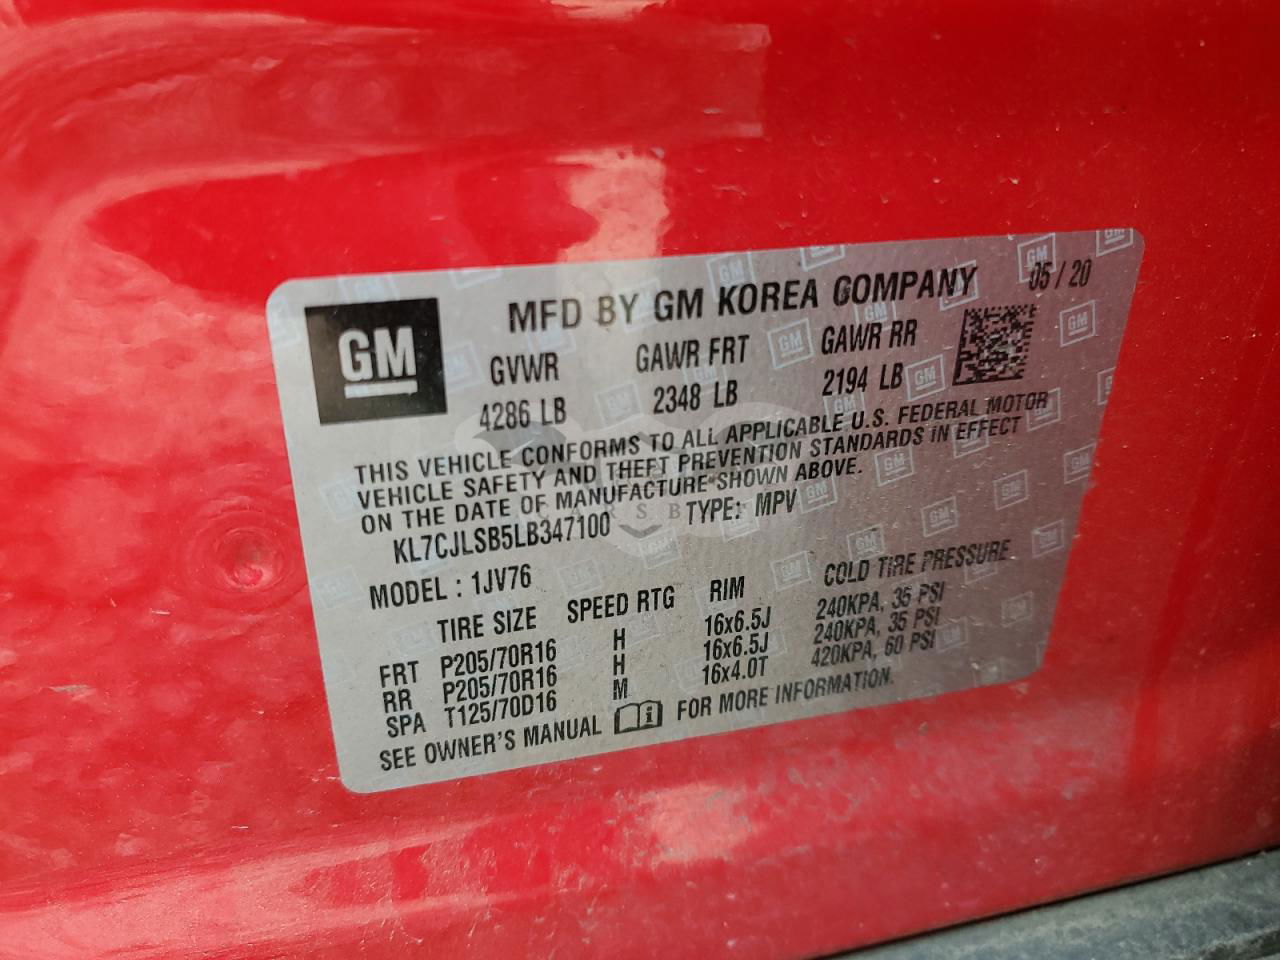 MFD BY GM KOREA COMPANY 05 / 20
GM
GVWR GAWR FRT GAWR RR
4286 LB 2348 LB 2194 LB
THIS VEHICLE CONFORMS TO ALL APPLICABLE U.S. FEDERAL MOTOR
VEHICLE SAFETY AND THEFT PREVENTION STANDARDS IN EFFECT
ON THE DATE OF MANUFACTURE SHOWN ABOVE.
KL7CJLSB5LB347100 TYPE: MPV
MODEL : 1JV76
TIRE SIZE SPEED RTG RIM COLD TIRE PRESSURE
FRT P205/70R16 H 16x6.5J 240KPA, 35 PSI
RR P205/70R16 H 16x6.5J 240KPA, 35 PSI
SPA T125/70D16 M 16x4.0T 420KPA, 60 PSI
SEE OWNER'S MANUAL FOR MORE INFORMATION.